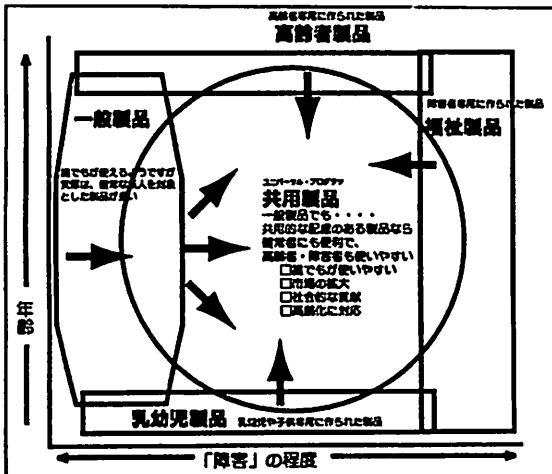 高齢者専用に作られた製品
高齢者製品
一般製品
誰でもが使えるようですが
実際は、健常な成人を対象
とした製品が多い
障害者専用に作られた製品
福祉製品
ユニバーサル・プロダクツ
共用製品
一般製品でも・・・・
共用的な配慮のある製品なら
健常者にも便利で、
高齢者・障害者も使いやすい
□誰でもが使いやすい
□市場の拡大
□社会的な貢献
□高齢化に対応
年齢
乳幼児製品 乳幼児や子供専用に作られた製品
「障害」の程度